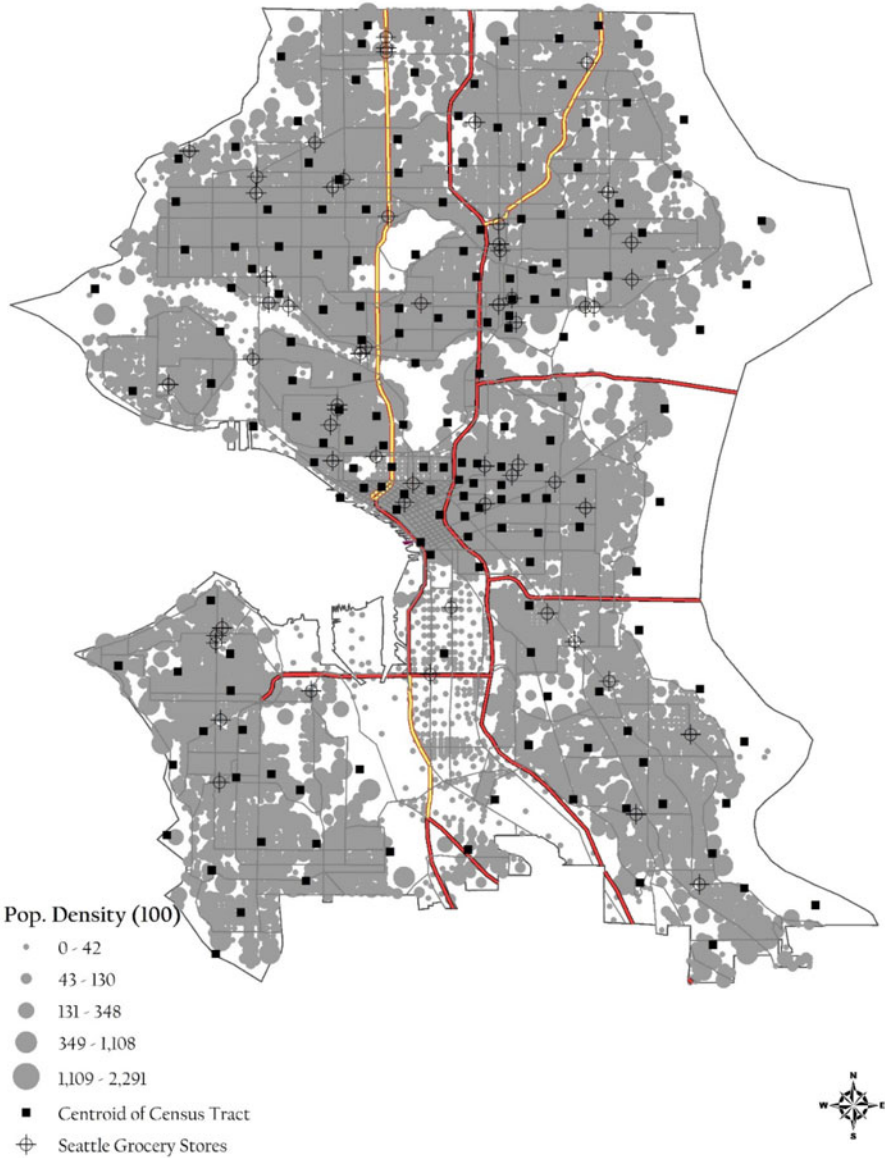 Pop. Density (100)
0 - 42
43 - 130
131 - 348
349 - 1,108
1,109 - 2,291
Centroid of Census Tract
Seattle Grocery Stores
N
W E
S